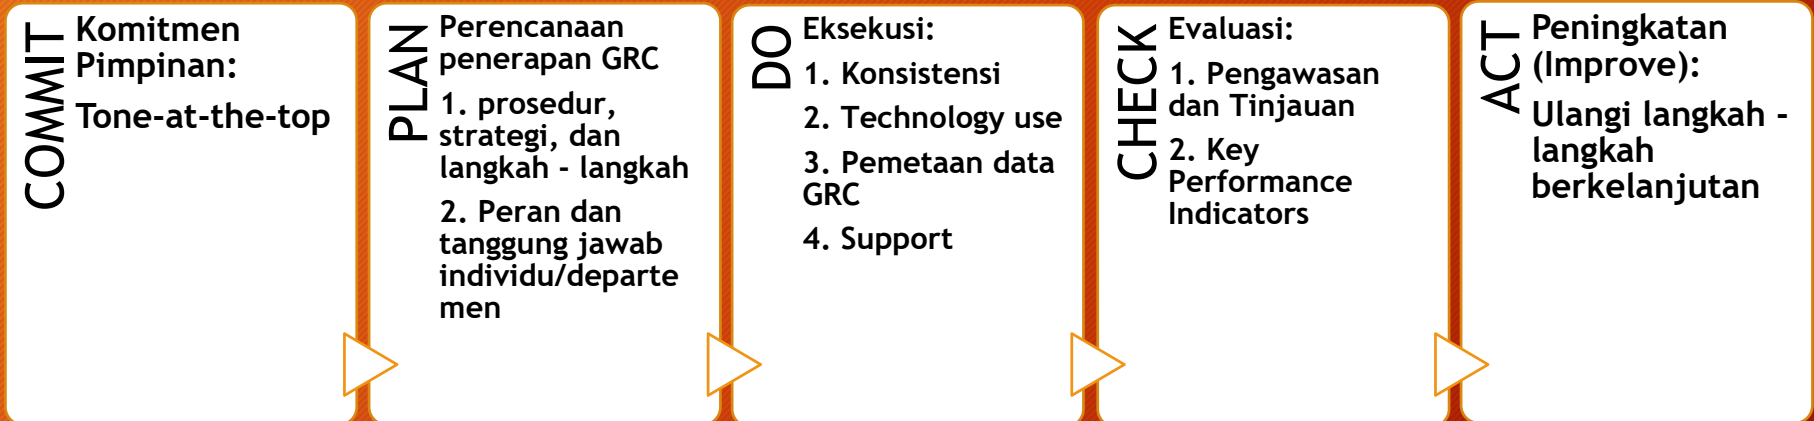 COMMIT
Komitmen
Pimpinan:
Tone-at-the-top
PLAN
Perencanaan
penerapan GRC
1. prosedur,
strategi, dan
langkah - langkah
2. Peran dan
tanggung jawab
individu/departe
men
DO
Eksekusi:
1. Konsistensi
2. Technology use
3. Pemetaan data
GRC
4. Support
CHECK
Evaluasi:
1. Pengawasan
dan Tinjauan
2. Key
Performance
Indicators
ACT
Peningkatan
(Improve):
Ulangi langkah -
langkah
berkelanjutan